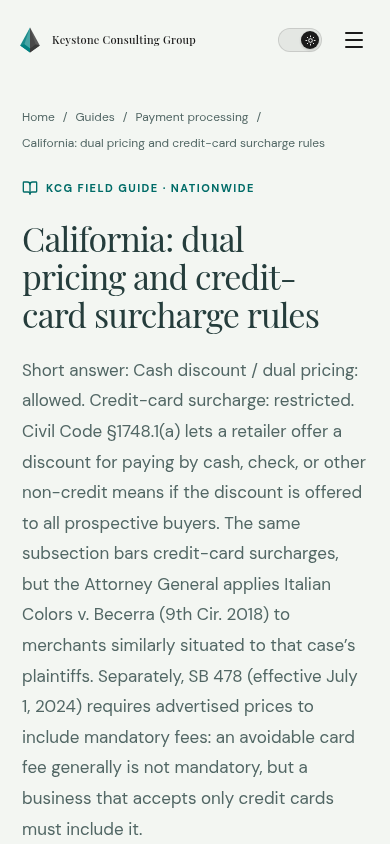 Keystone Consulting Group
Home / Guides / Payment processing /
California: dual pricing and credit-card surcharge rules
KCG FIELD GUIDE · NATIONWIDE
California: dual
pricing and credit-
card surcharge rules
Short answer: Cash discount / dual pricing:
allowed. Credit-card surcharge: restricted.
Civil Code §1748.1(a) lets a retailer offer a
discount for paying by cash, check, or other
non-credit means if the discount is offered
to all prospective buyers. The same
subsection bars credit-card surcharges,
but the Attorney General applies Italian
Colors v. Becerra (9th Cir. 2018) to
merchants similarly situated to that case’s
plaintiffs. Separately, SB 478 (effective July
1, 2024) requires advertised prices to
include mandatory fees: an avoidable card
fee generally is not mandatory, but a
business that accepts only credit cards
must include it.